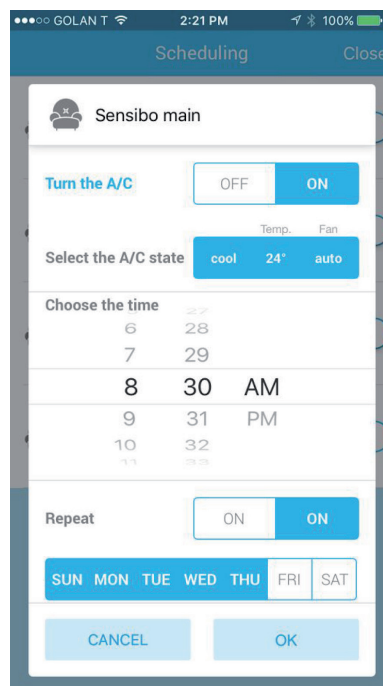 GOLAN T 2:21 PM 100%
Scheduling Close
Sensibo main
Turn the A/C OFF ON
Temp. Fan
Select the A/C state cool 24° auto
Choose the time
27
6 28
7 29
8 30 AM
9 31 PM
10 32
11 33
Repeat ON ON
SUN MON TUE WED THU FRI SAT
CANCEL OK